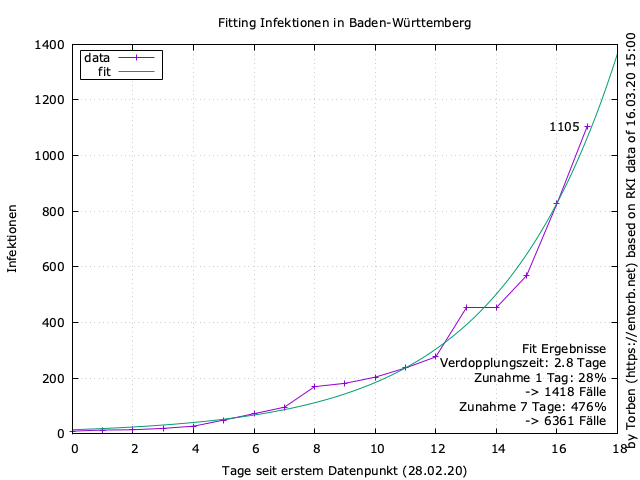 Fitting Infektionen in Baden-Württemberg
1400
1200
1000
800
600
400
200
0
data
fit
1105
Fit Ergebnisse
Verdopplungszeit: 2.8 Tage
Zunahme 1 Tag: 28%
-> 1418 Fälle
Zunahme 7 Tage: 476%
-> 6361 Fälle
0 2 4 6 8 10 12 14 16 18
Tage seit erstem Datenpunkt (28.02.20)
Infektionen
by Torben (https://entorb.net) based on RKI data of 16.03.20 15:00